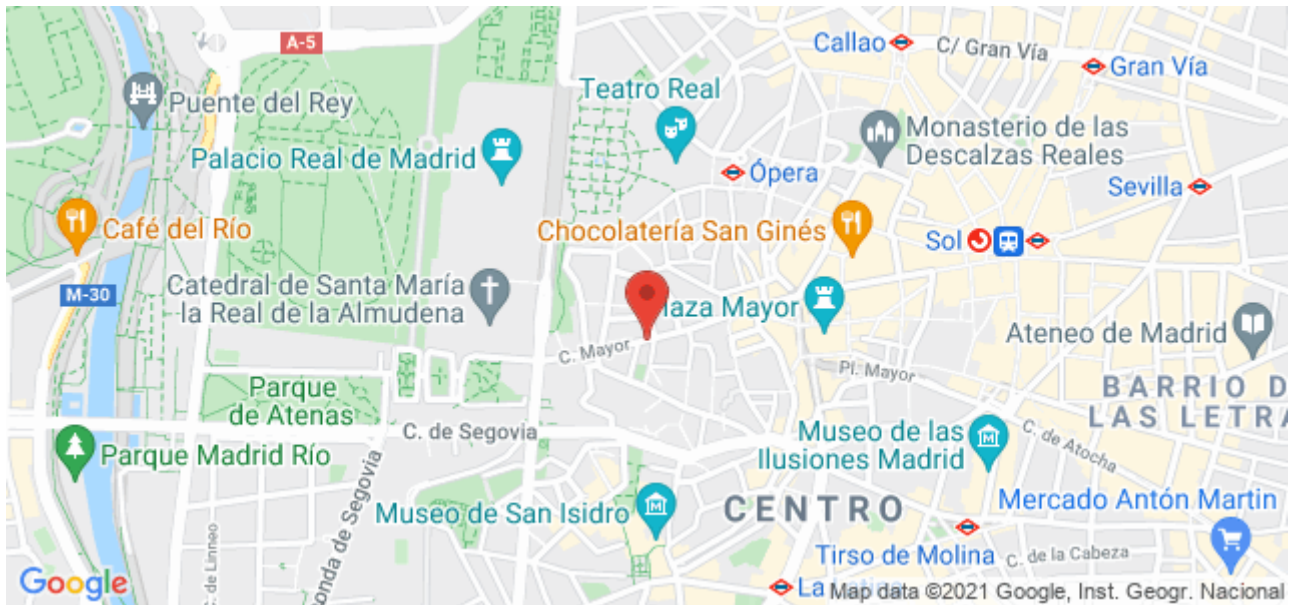 A-5
Callao
C/ Gran Vía
Gran Vía
Puente del Rey
Teatro Real
Palacio Real de Madrid
Monasterio de las
Descalzas Reales
Ópera
Sevilla
Café del Río
Chocolatería San Ginés
Sol
M-30
Catedral de Santa María
la Real de la Almudena
laza Mayor
Ateneo de Madrid
C. Mayor
Pl. Mayor
Parque
de Atenas
BARRIO D
LAS LETRA
C. de Segovia
Museo de las
Ilusiones Madrid
C. de Atocha
Parque Madrid Río
Museo de San Isidro
CENTRO
Mercado Antón Martin
C. de Linneo
onda de Segovia
Tirso de Molina
C. de la Cabeza
Google
La
Map data ©2021 Google, Inst. Geogr. Nacional